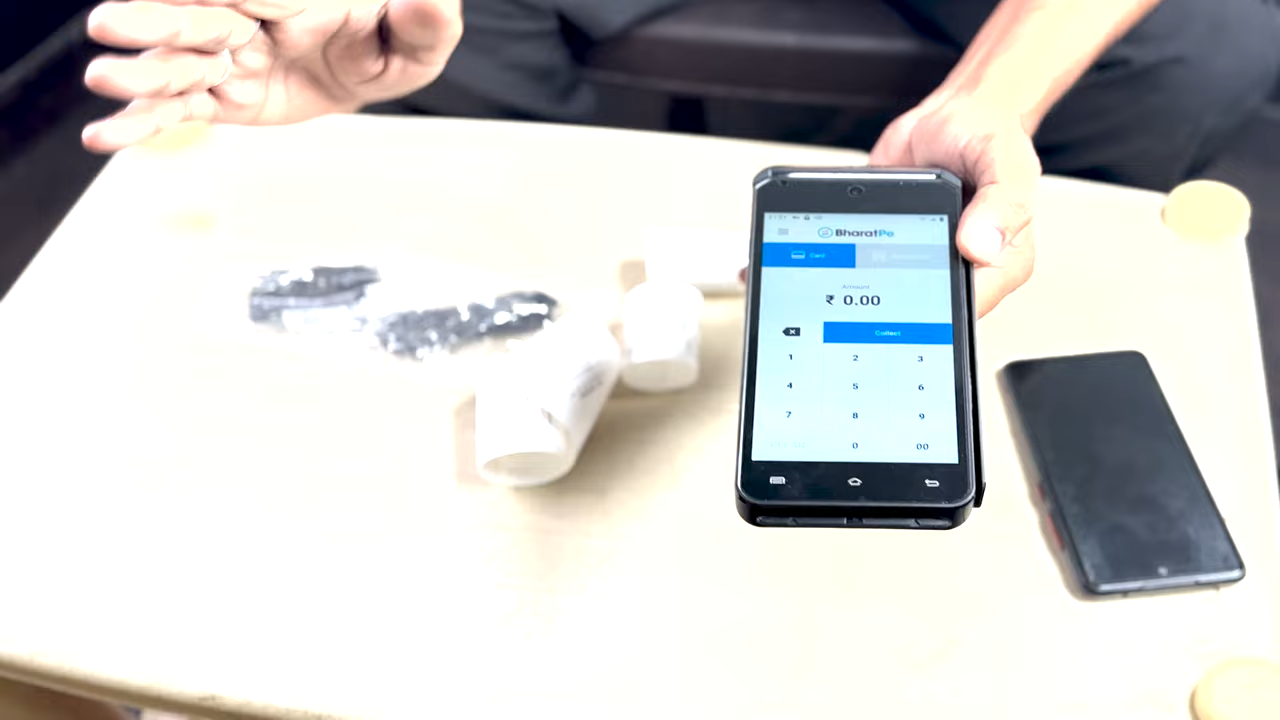 BharatPe
Card
Amount
₹ 0.00
Collect
1 2 3
4 5 6
7 8 9
0 00